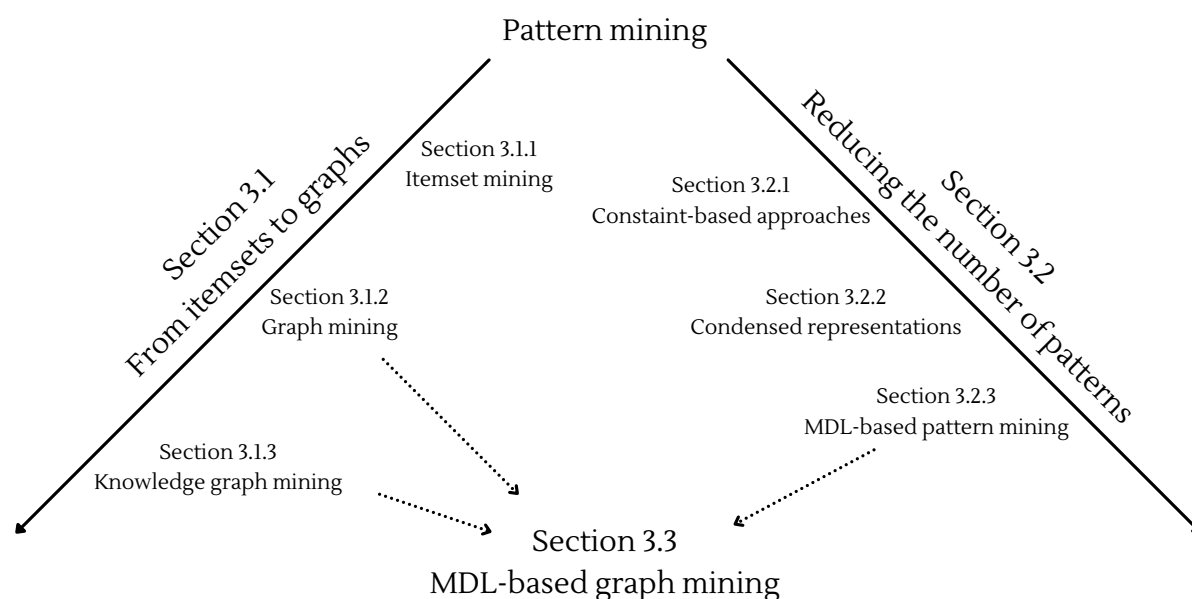 Pattern mining
Section 3.1
From itemsets to graphs
Section 3.1.1
Itemset mining
Section 3.1.2
Graph mining
Section 3.1.3
Knowledge graph mining
Section 3.2
Reducing the number of patterns
Section 3.2.1
Constaint-based approaches
Section 3.2.2
Condensed representations
Section 3.2.3
MDL-based pattern mining
Section 3.3
MDL-based graph mining